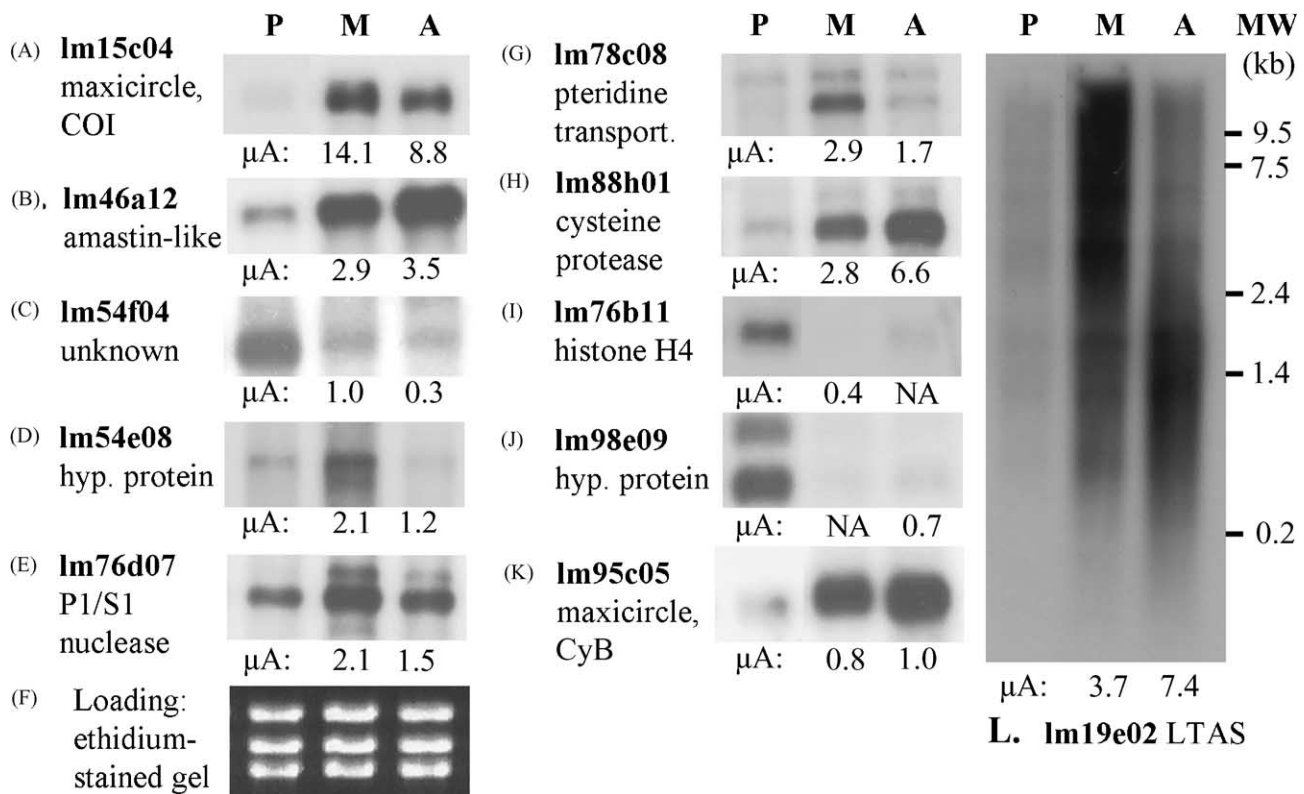 P M A
(A) lm15c04
maxicircle,
COI
µA: 14.1 8.8
(B). lm46a12
amastin-like
µA: 2.9 3.5
(C) lm54f04
unknown
µA: 1.0 0.3
(D) lm54e08
hyp. protein
µA: 2.1 1.2
(E) lm76d07
P1/S1
nuclease
µA: 2.1 1.5
(F) Loading:
ethidium-
stained gel
P M A
(G) lm78c08
pteridine
transport.
µA: 2.9 1.7
(H) lm88h01
cysteine
protease
µA: 2.8 6.6
(I) lm76b11
histone H4
µA: 0.4 NA
(J) lm98e09
hyp. protein
µA: NA 0.7
(K) lm95c05
maxicircle,
CyB
µA: 0.8 1.0
P M A MW
(kb)
9.5
7.5
2.4
1.4
0.2
µA: 3.7 7.4
L. lm19e02 LTAS